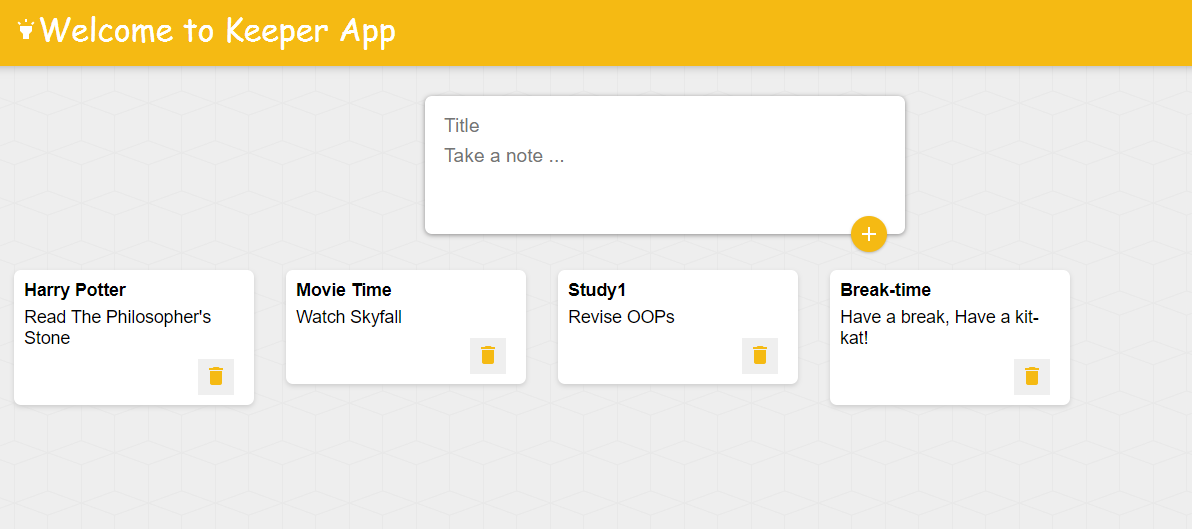 Welcome to Keeper App
Title
Take a note ...
Harry Potter
Read The Philosopher's
Stone
Movie Time
Watch Skyfall
Study1
Revise OOPs
Break-time
Have a break, Have a kit-
kat!